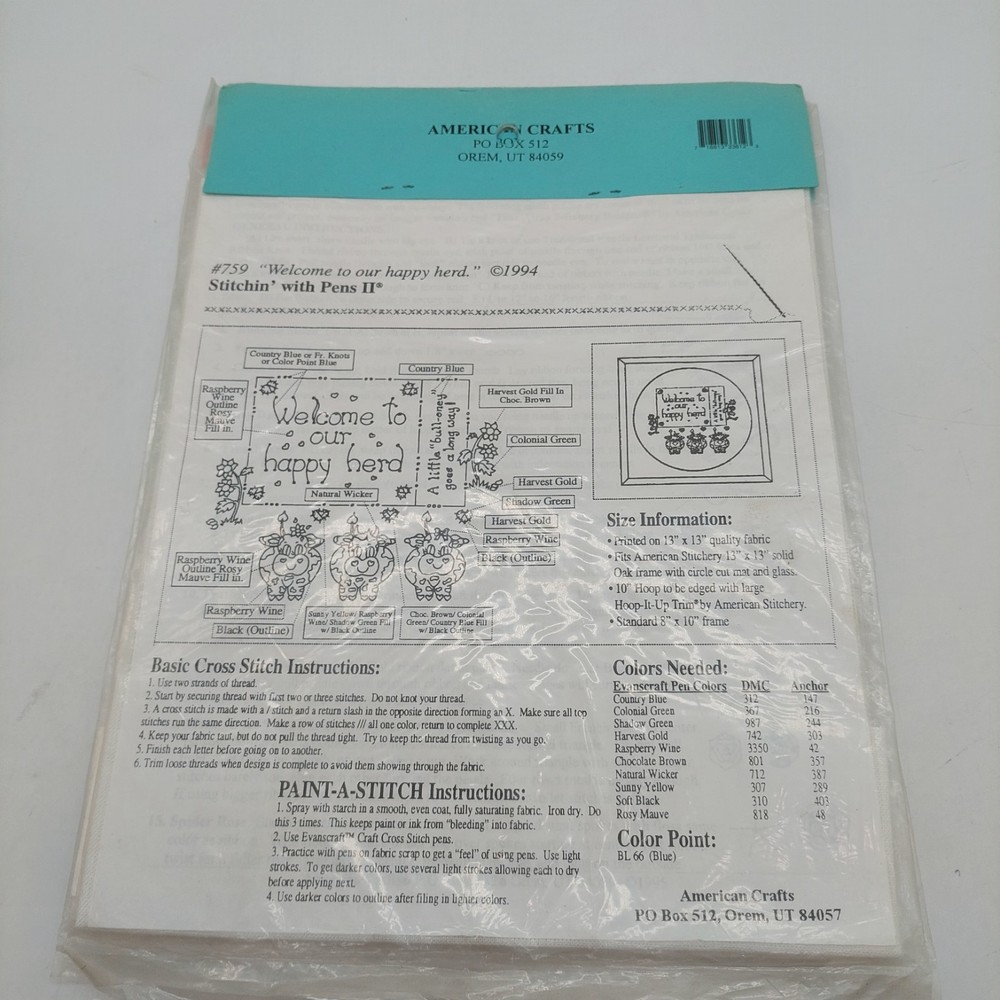 AMERICAN CRAFTS
PO BOX 512
OREM, UT 84059
#759 "Welcome to our happy herd." ©1994
Stitchin' with Pens II®
Country Blue or Fr. Knots
or Color Point Blue
Country Blue
Raspberry
Wine
Outline
Rosy
Mauve
Fill in.
Welcome to
our
happy herd
A little "bull-oney"
goes a long way!
Harvest Gold Fill In
Choc. Brown
Colonial Green
Harvest Gold
Shadow Green
Natural Wicker
Harvest Gold
Raspberry Wine
Black (Outline)
Raspberry Wine
Outline Rosy
Mauve Fill in.
Raspberry Wine
Black (Outline)
Sunny Yellow/ Raspberry
Wine/ Shadow Green Fill
w/ Black Outline
Choc. Brown/ Colonial
Green/ Country Blue Fill
w/ Black Outline
Welcome to
our
happy herd
Size Information:
• Printed on 13" x 13" quality fabric
• Fits American Stitchery 13" x 13" solid
Oak frame with circle cut mat and glass.
• 10" Hoop to be edged with large
Hoop-It-Up Trim® by American Stitchery.
• Standard 8" x 10" frame
Basic Cross Stitch Instructions:
1. Use two strands of thread.
2. Start by securing thread with first two or three stitches. Do not knot your thread.
3. A cross stitch is made with a / stitch and a return slash in the opposite direction forming an X. Make sure all top
stitches run the same direction. Make a row of stitches /// all one color, return to complete XXX.
4. Keep your fabric taut, but do not pull the thread tight. Try to keep the thread from twisting as you go.
5. Finish each letter before going on to another.
6. Trim loose threads when design is complete to avoid them showing through the fabric.
PAINT-A-STITCH Instructions:
1. Spray with starch in a smooth, even coat, fully saturating fabric. Iron dry. Do
this 3 times. This keeps paint or ink from "bleeding" into fabric.
2. Use Evanscraft™ Craft Cross Stitch pens.
3. Practice with pens on fabric scrap to get a "feel" of using pens. Use light
strokes. To get darker colors, use several light strokes allowing each to dry
before applying next.
4. Use darker colors to outline after filing in lighter colors.
Colors Needed:
Evanscraft Pen Colors DMC Anchor
Country Blue 312 147
Colonial Green 367 216
Shadow Green 987 244
Harvest Gold 742 303
Raspberry Wine 3350 42
Chocolate Brown 801 357
Natural Wicker 712 387
Sunny Yellow 307 289
Soft Black 310 403
Rosy Mauve 818 48
Color Point:
BL 66 (Blue)
American Crafts
PO Box 512, Orem, UT 84057